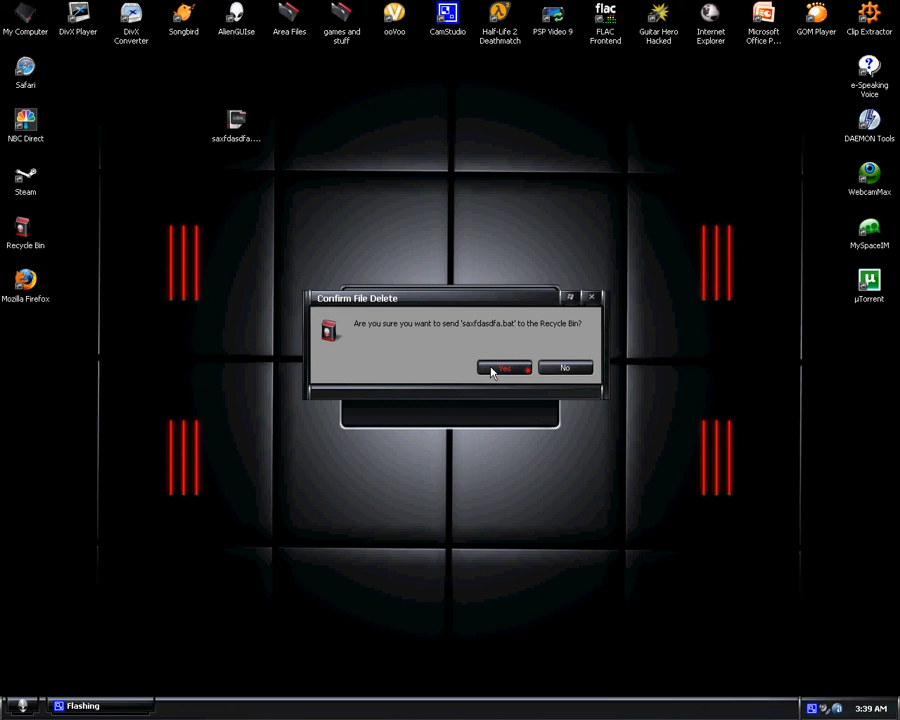 My Computer
DivX Player
DivX Converter
Songbird
AlienGUIse
Area Files
games and stuff
ooVoo
CamStudio
Half-Life 2 Deathmatch
PSP Video 9
flac
FLAC Frontend
Guitar Hero Hacked
Internet Explorer
Microsoft Office P...
GOM Player
Clip Extractor
Safari
e-Speaking Voice
NBC Direct
saxfdasdfa....
DAEMON Tools
Steam
WebcamMax
Recycle Bin
MySpaceIM
Mozilla Firefox
µTorrent
Confirm File Delete
Are you sure you want to send 'saxfdasdfa.bat' to the Recycle Bin?
Yes
No
Flashing
3:39 AM